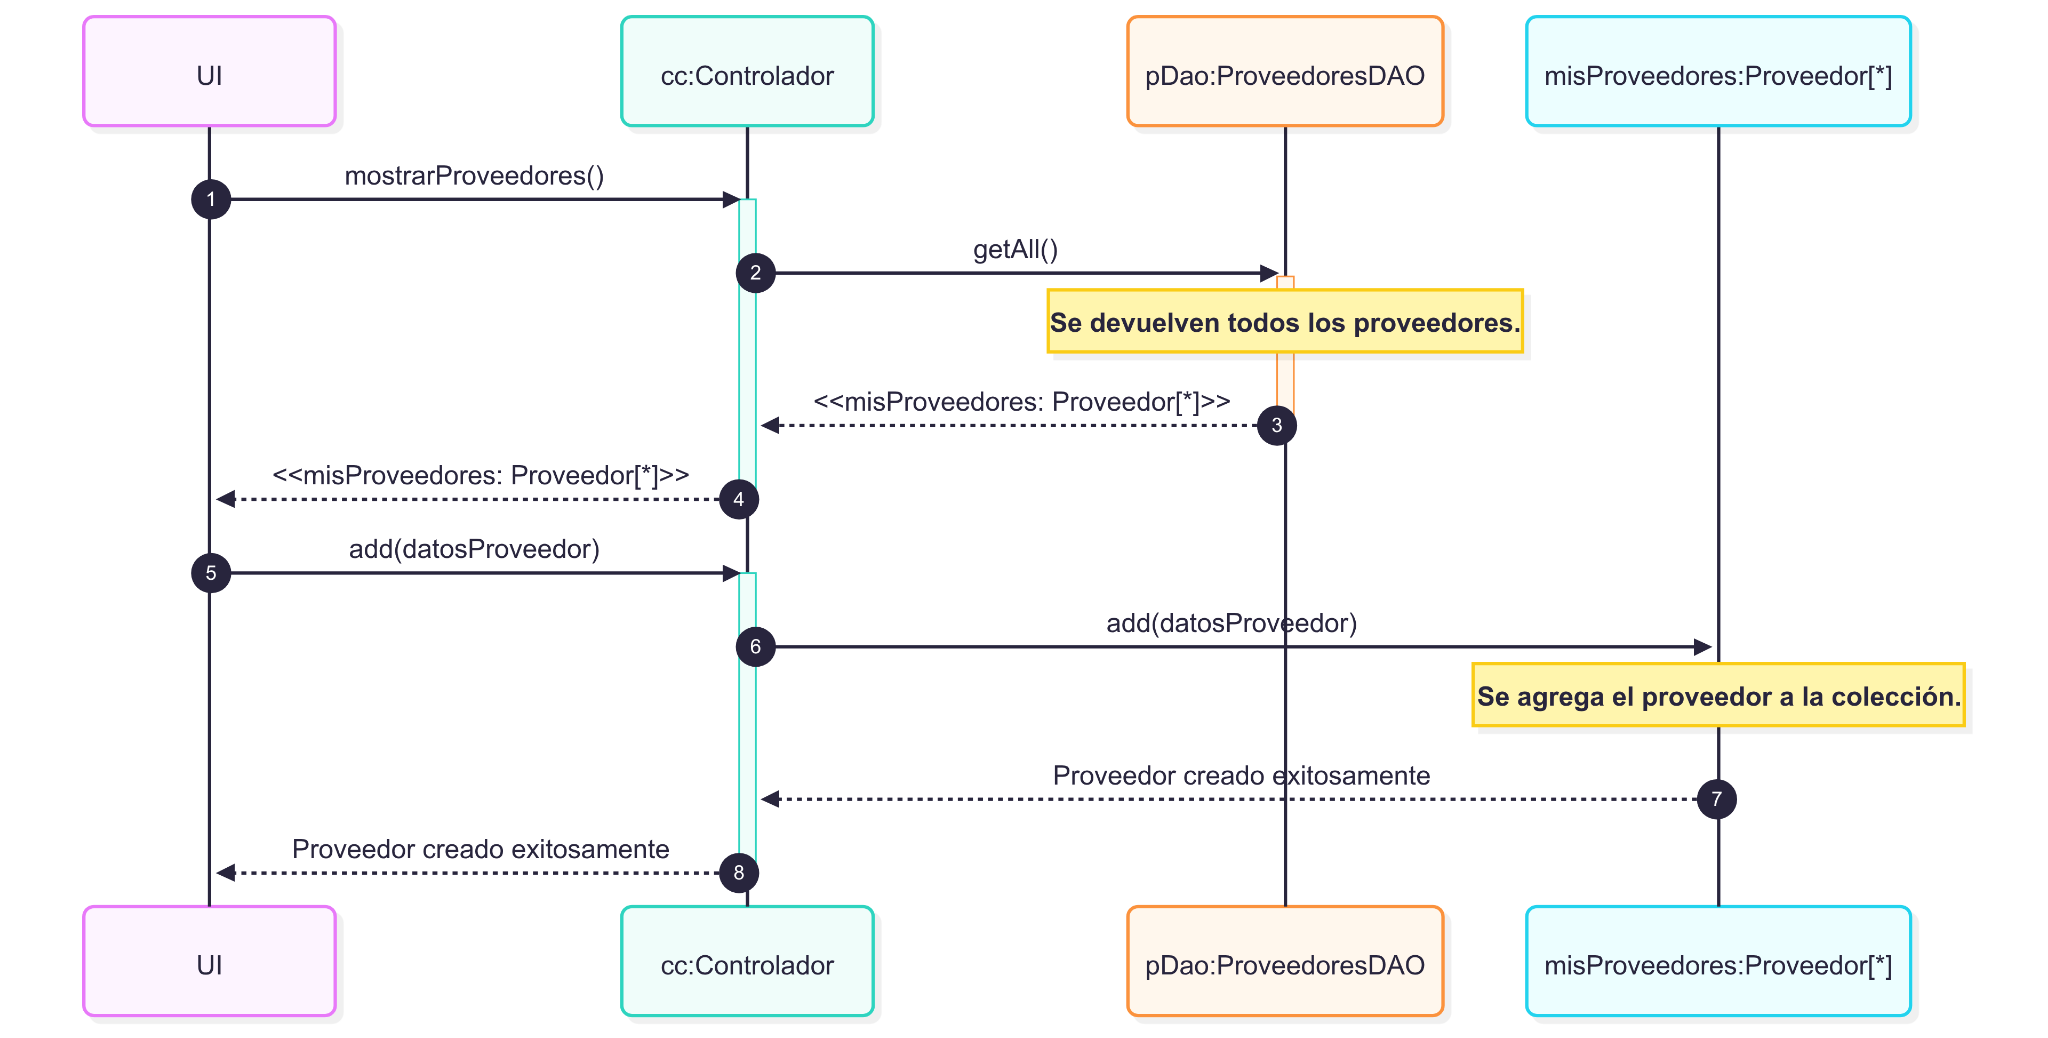 UI
cc:Controlador
pDao:ProveedoresDAO
misProveedores:Proveedor[*]
mostrarProveedores()
1
getAll()
2
Se devuelven todos los proveedores.
<<misProveedores: Proveedor[*]>>
3
<<misProveedores: Proveedor[*]>>
4
add(datosProveedor)
5
add(datosProveedor)
6
Se agrega el proveedor a la colección.
Proveedor creado exitosamente
7
Proveedor creado exitosamente
8
UI
cc:Controlador
pDao:ProveedoresDAO
misProveedores:Proveedor[*]